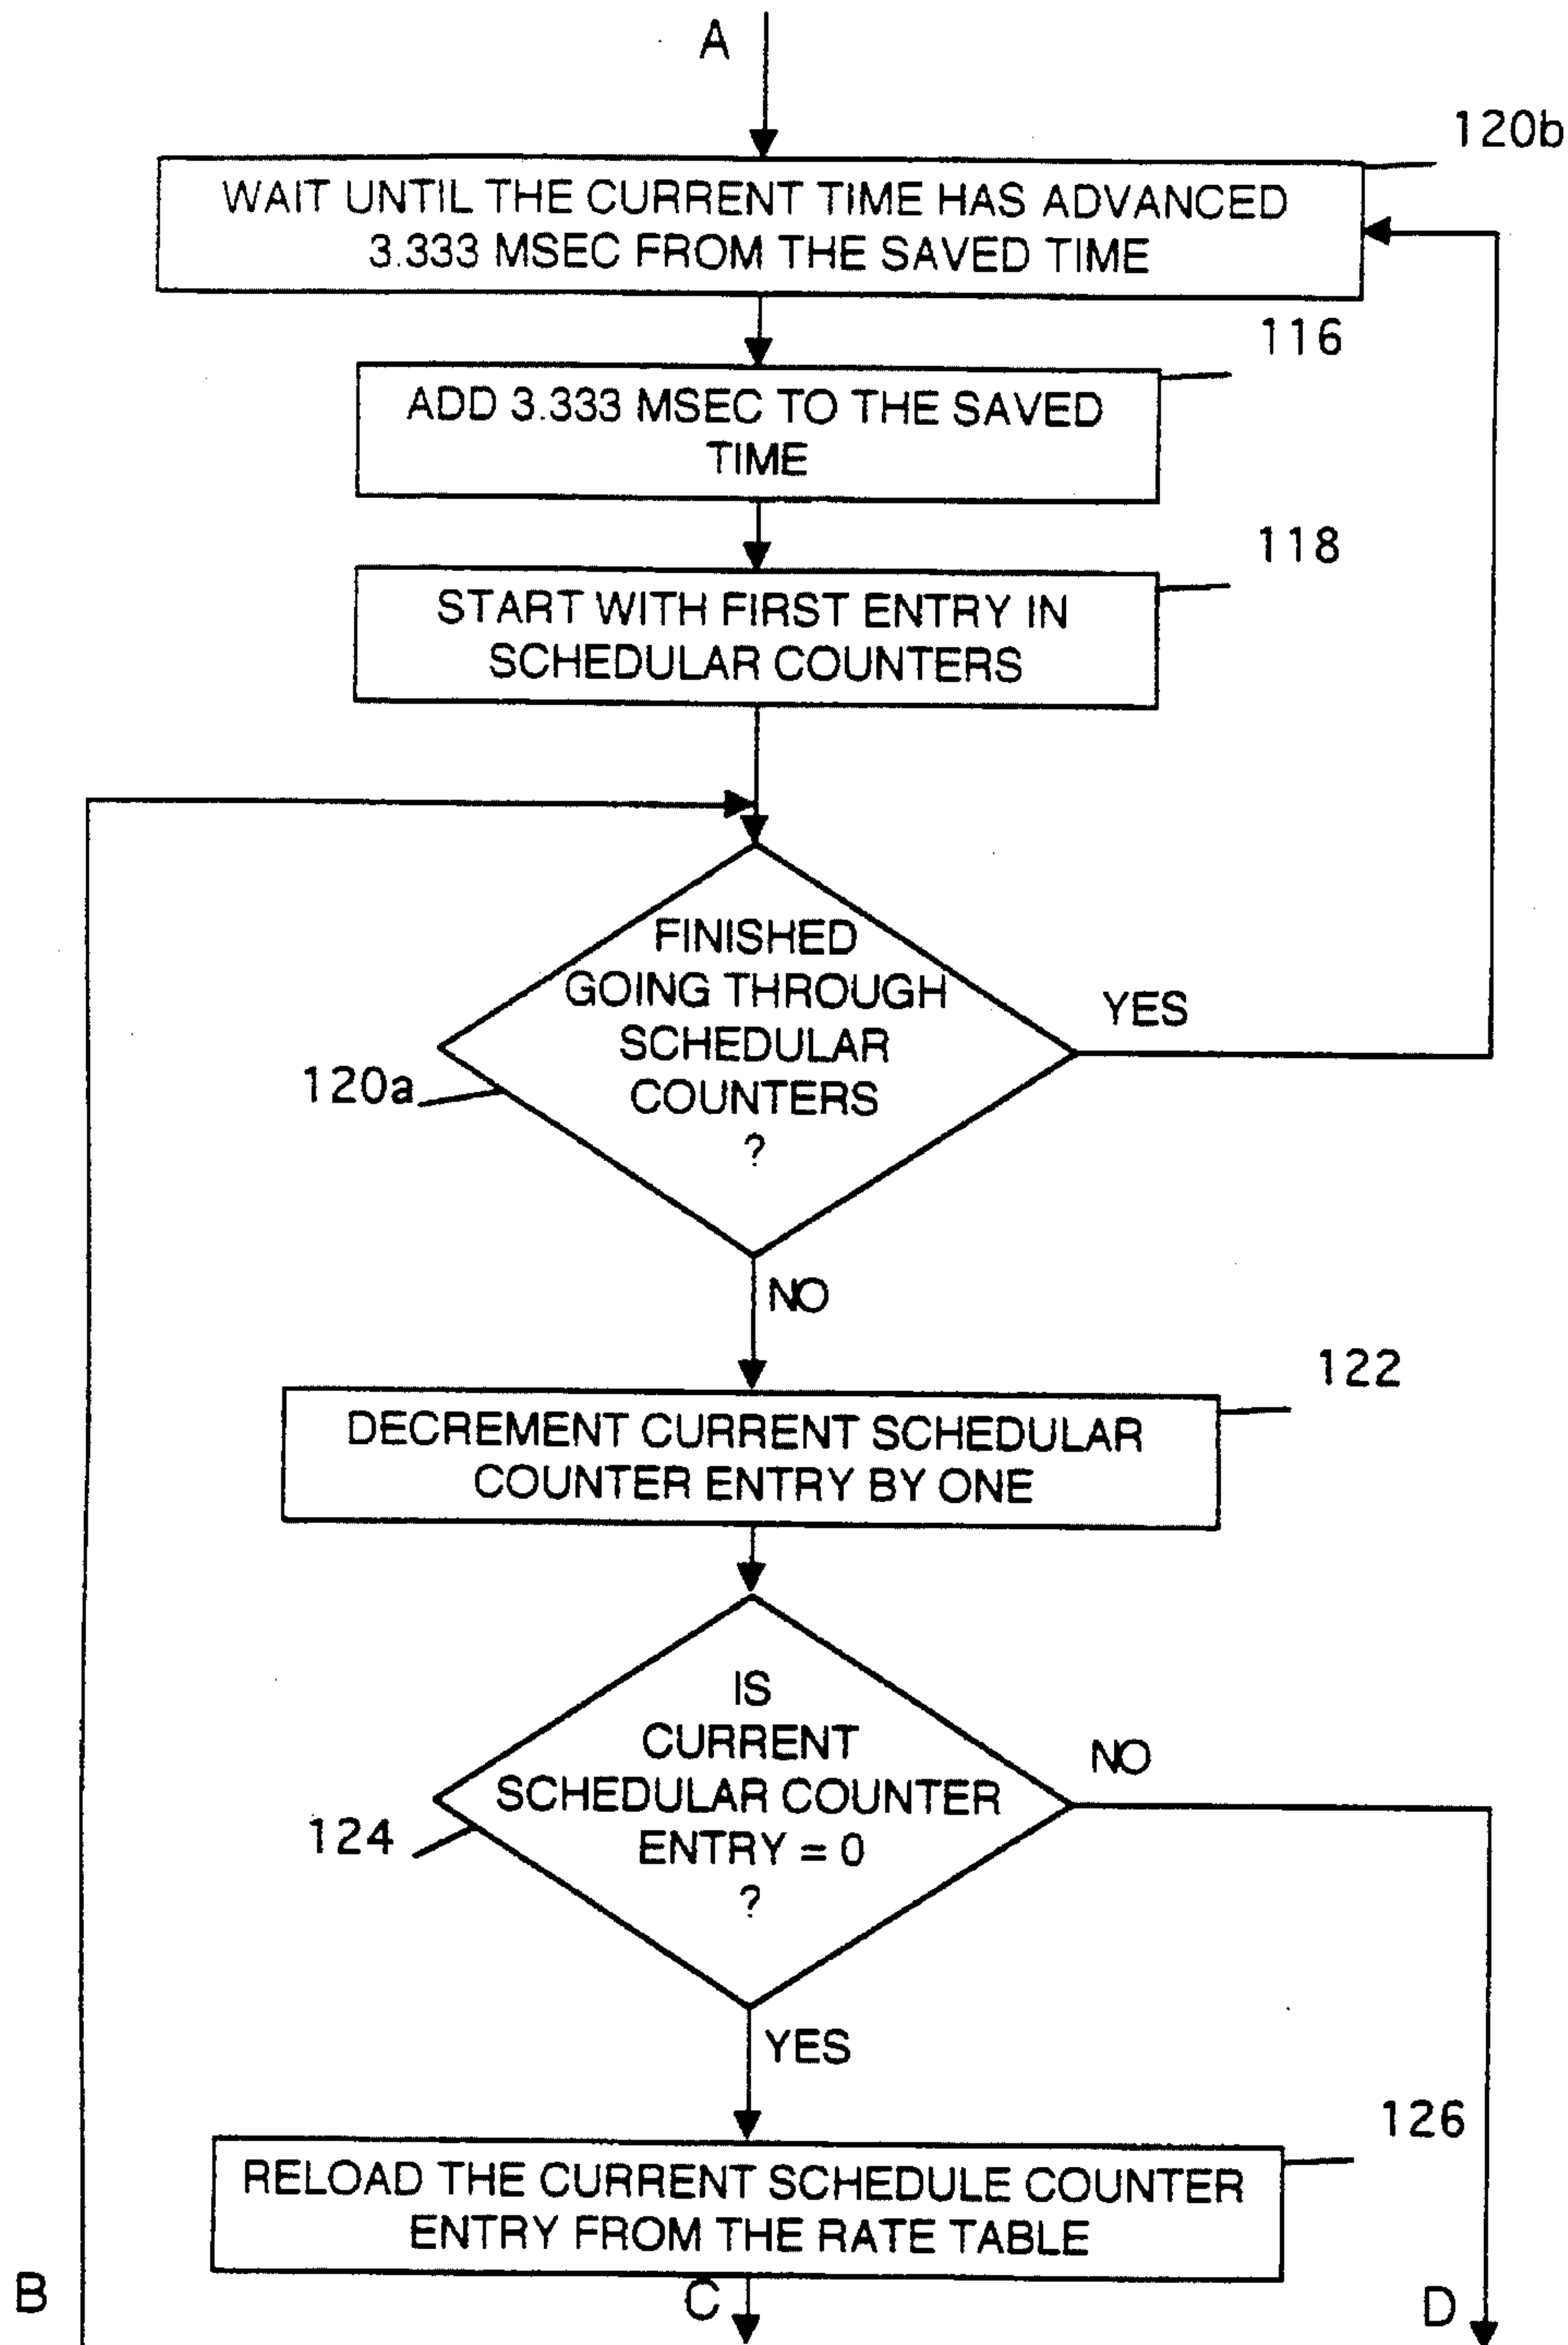 A
120b
WAIT UNTIL THE CURRENT TIME HAS ADVANCED
3.333 MSEC FROM THE SAVED TIME
116
ADD 3.333 MSEC TO THE SAVED
TIME
118
START WITH FIRST ENTRY IN
SCHEDULAR COUNTERS
FINISHED
GOING THROUGH
SCHEDULAR
COUNTERS
?
YES
120a
NO
122
DECREMENT CURRENT SCHEDULAR
COUNTER ENTRY BY ONE
IS
CURRENT
SCHEDULAR COUNTER
ENTRY = 0
?
NO
124
YES
126
RELOAD THE CURRENT SCHEDULE COUNTER
ENTRY FROM THE RATE TABLE
B
C
D